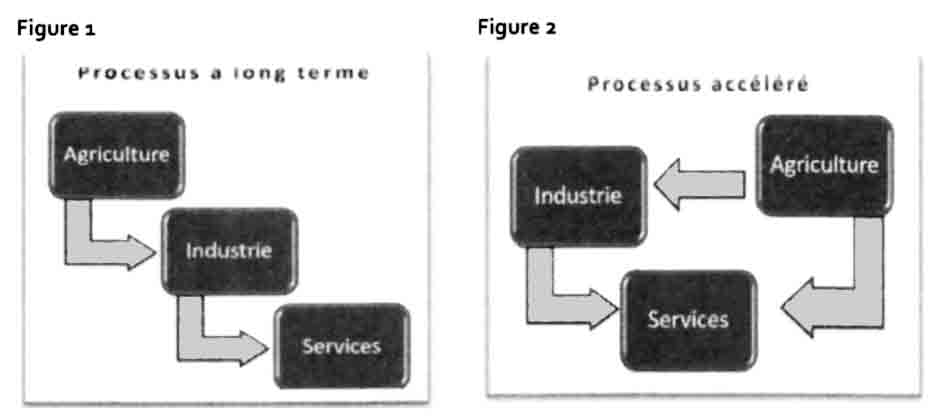 Figure 1
Processus a long terme
Agriculture
Industrie
Services
Figure 2
Processus accéléré
Agriculture
Industrie
Services